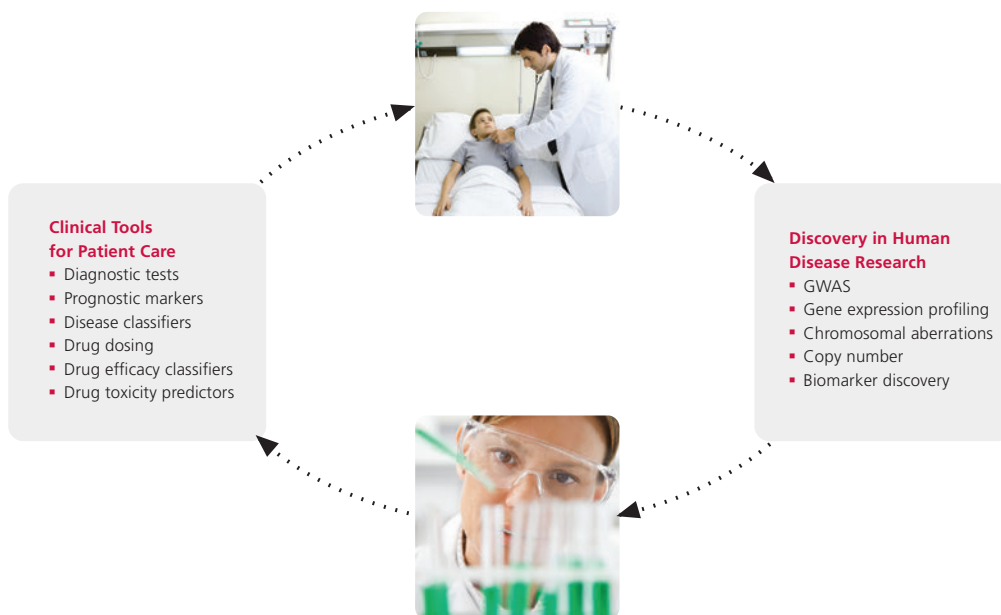 Clinical Tools
for Patient Care
▪ Diagnostic tests
▪ Prognostic markers
▪ Disease classifiers
▪ Drug dosing
▪ Drug efficacy classifiers
▪ Drug toxicity predictors
Discovery in Human
Disease Research
▪ GWAS
▪ Gene expression profiling
▪ Chromosomal aberrations
▪ Copy number
▪ Biomarker discovery